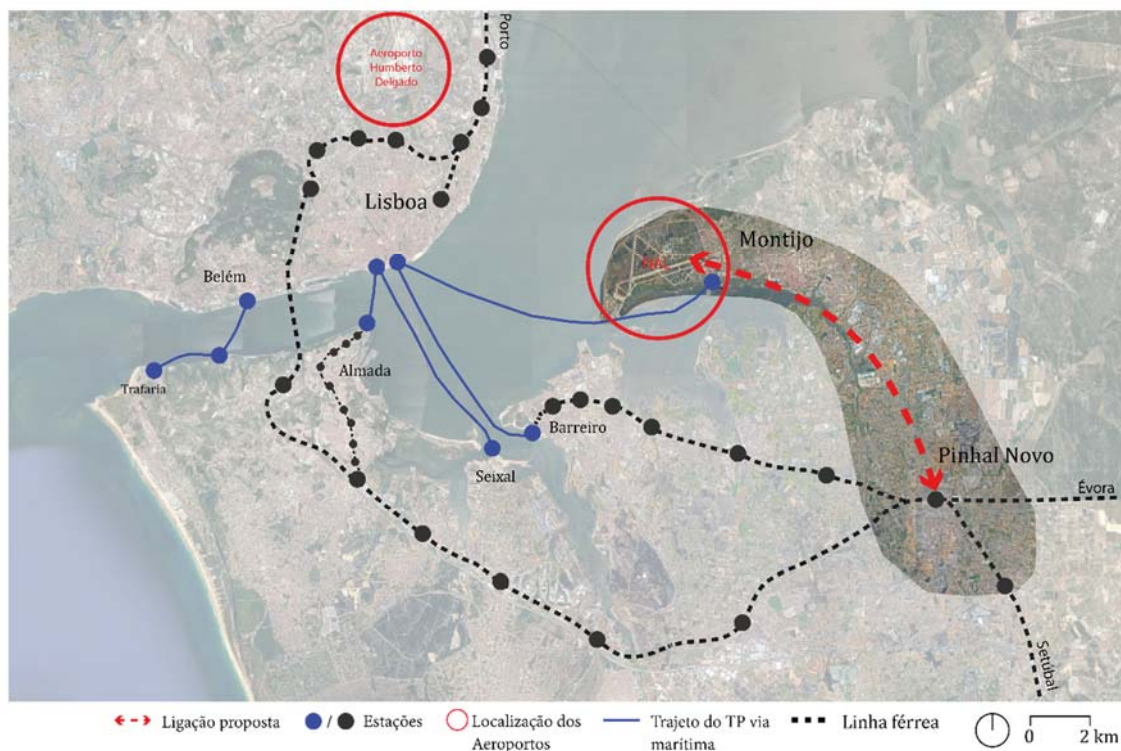 Porto
Aeroporto
Humberto
Delgado
Lisboa
Montijo
Belém
Almada
Trafaria
Barreiro
Seixal
Pinhal Novo
Évora
Setúbal
Ligação proposta
/
Estações
Localização dos
Aeroportos
Trajeto do TP via
marítima
Linha férrea
0
2 km